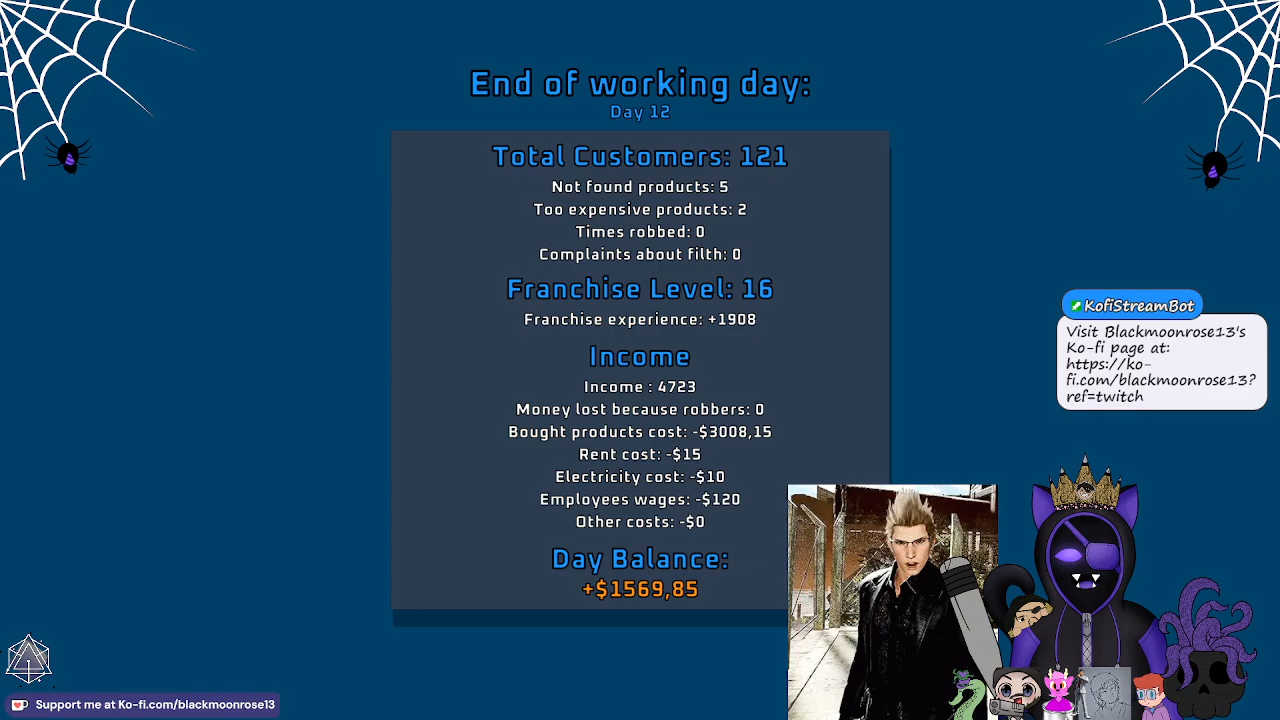 End of working day:
Day 12
Total Customers: 121
Not found products: 5
Too expensive products: 2
Times robbed: 0
Complaints about filth: 0
Franchise Level: 16
Franchise experience: +1908
Income
Income : 4723
Money lost because robbers: 0
Bought products cost: -$3008,15
Rent cost: -$15
Electricity cost: -$10
Employees wages: -$120
Other costs: -$0
Day Balance:
+$1569,85
KofiStreamBot
Visit Blackmoonrose13's
Ko-fi page at:
https://ko-
fi.com/blackmoonrose13?
ref=twitch
Support me at Ko-fi.com/blackmoonrose13